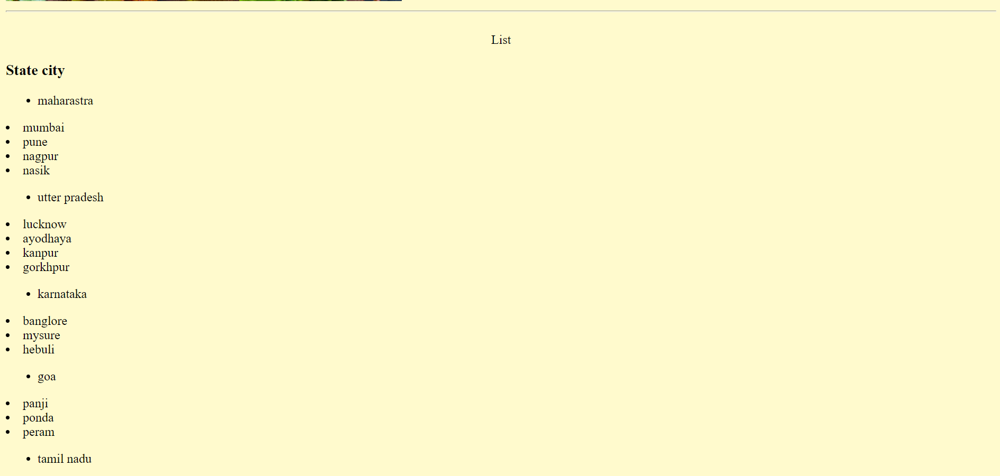 List
State city
maharastra
mumbai
pune
nagpur
nasik
utter pradesh
lucknow
ayodhaya
kanpur
gorkhpur
karnataka
banglore
mysure
hebuli
goa
panji
ponda
peram
tamil nadu